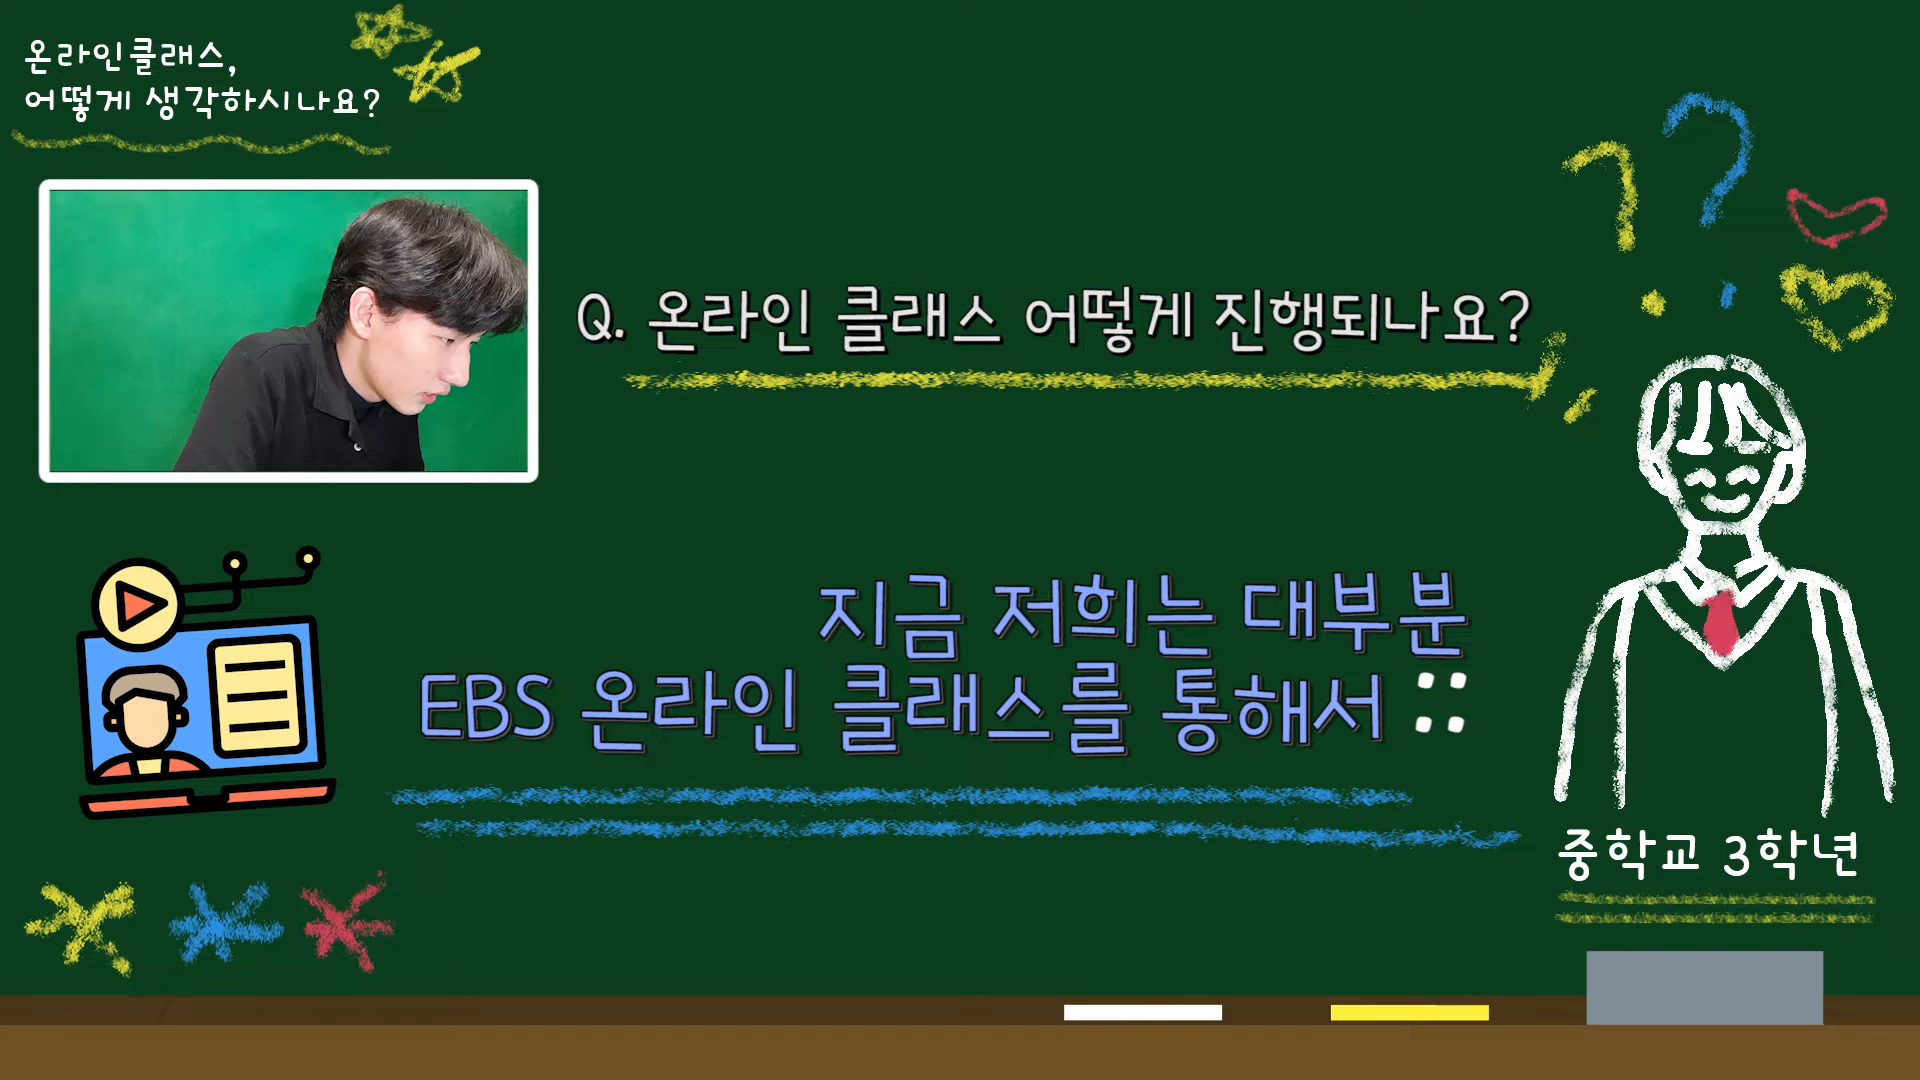 온라인클래스,
어떻게 생각하시나요?
Q. 온라인 클래스 어떻게 진행되나요?
지금 저희는 대부분
EBS 온라인 클래스를 통해서
중학교 3학년